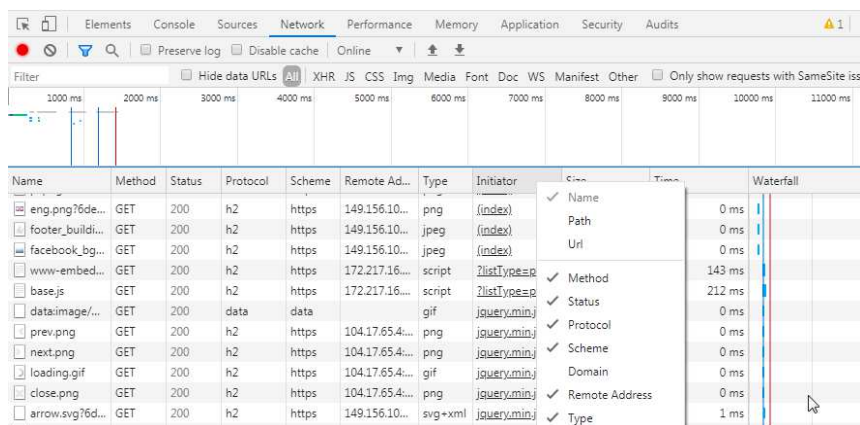 Elements Console Sources Network Performance Memory Application Security Audits 1
Preserve log Disable cache Online
Filter Hide data URLs All XHR JS CSS Img Media Font Doc WS Manifest Other Only show requests with SameSite iss
1000 ms 2000 ms 3000 ms 4000 ms 5000 ms 6000 ms 7000 ms 8000 ms 9000 ms 10000 ms 11000 ms
Name Method Status Protocol Scheme Remote Ad... Type Initiator Size Time Waterfall
eng.png?6de... GET 200 h2 https 149.156.10... png (index) 0 ms
footer_buildi... GET 200 h2 https 149.156.10... jpeg (index) 0 ms
facebook_bg... GET 200 h2 https 149.156.10... jpeg (index) 0 ms
www-embed... GET 200 h2 https 172.217.16.... script ?listType=p 143 ms
base.js GET 200 h2 https 172.217.16.... script ?listType=p 212 ms
data:image/... GET 200 data data gif jquery.min.j 0 ms
prev.png GET 200 h2 https 104.17.65.4:... png jquery.min.j 0 ms
next.png GET 200 h2 https 104.17.65.4:... png jquery.min.j 0 ms
loading.gif GET 200 h2 https 104.17.65.4:... gif jquery.min.j 0 ms
close.png GET 200 h2 https 104.17.65.4:... png jquery.min.j 0 ms
arrow.svg?6d... GET 200 h2 https 149.156.10... svg+xml jquery.min.j 1 ms
Name
Path
Url
Method
Status
Protocol
Scheme
Domain
Remote Address
Type